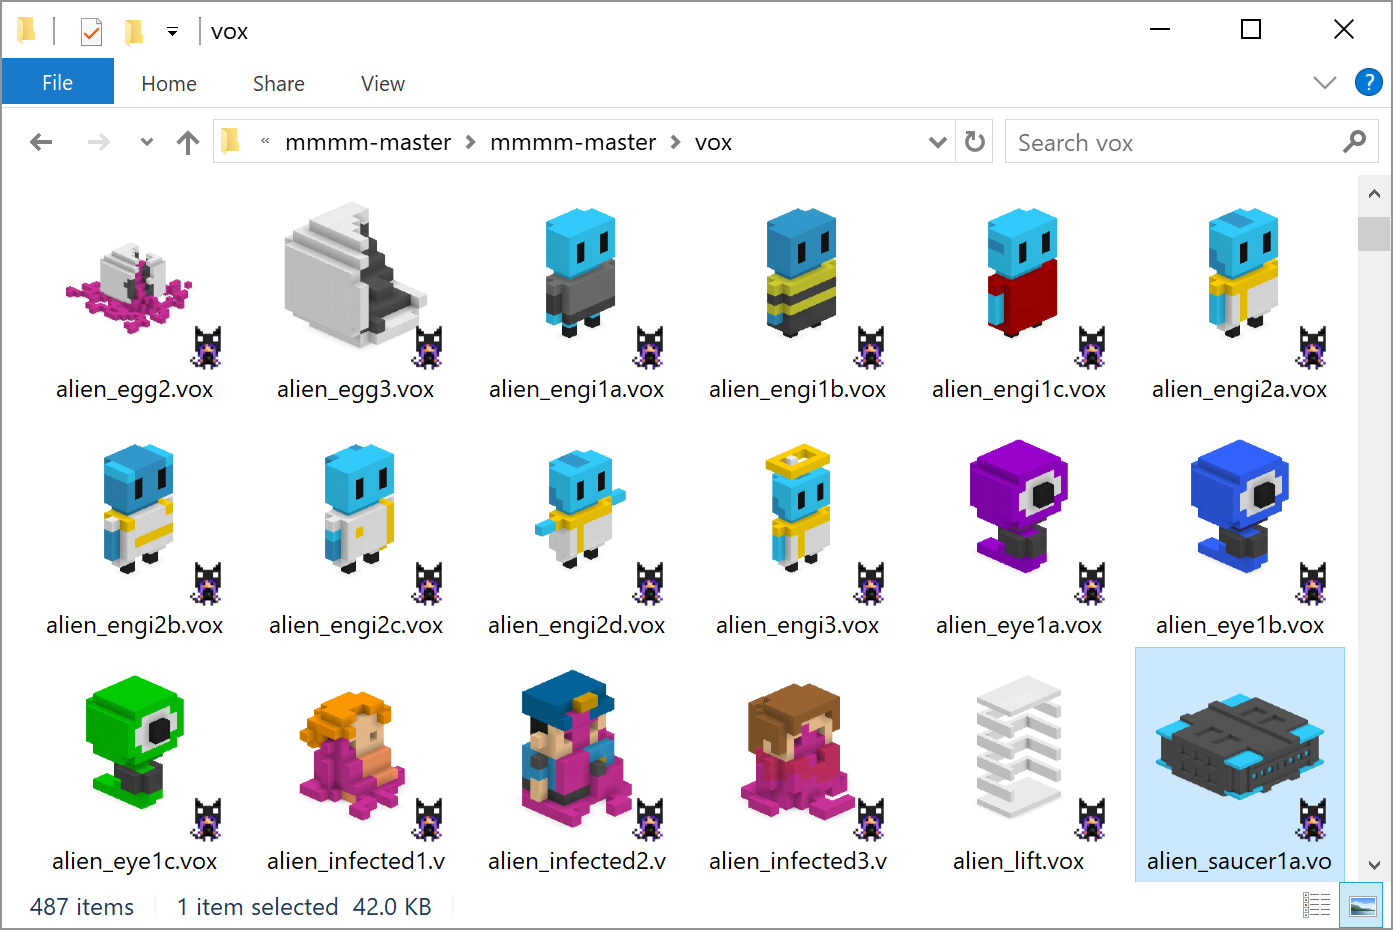 vox
File Home Share View
?
« mmmm-master > mmmm-master > vox
Search vox
alien_egg2.vox alien_egg3.vox alien_engi1a.vox alien_engi1b.vox alien_engi1c.vox alien_engi2a.vox
alien_engi2b.vox alien_engi2c.vox alien_engi2d.vox alien_engi3.vox alien_eye1a.vox alien_eye1b.vox
alien_eye1c.vox alien_infected1.v alien_infected2.v alien_infected3.v alien_lift.vox alien_saucer1a.vo
487 items 1 item selected 42.0 KB